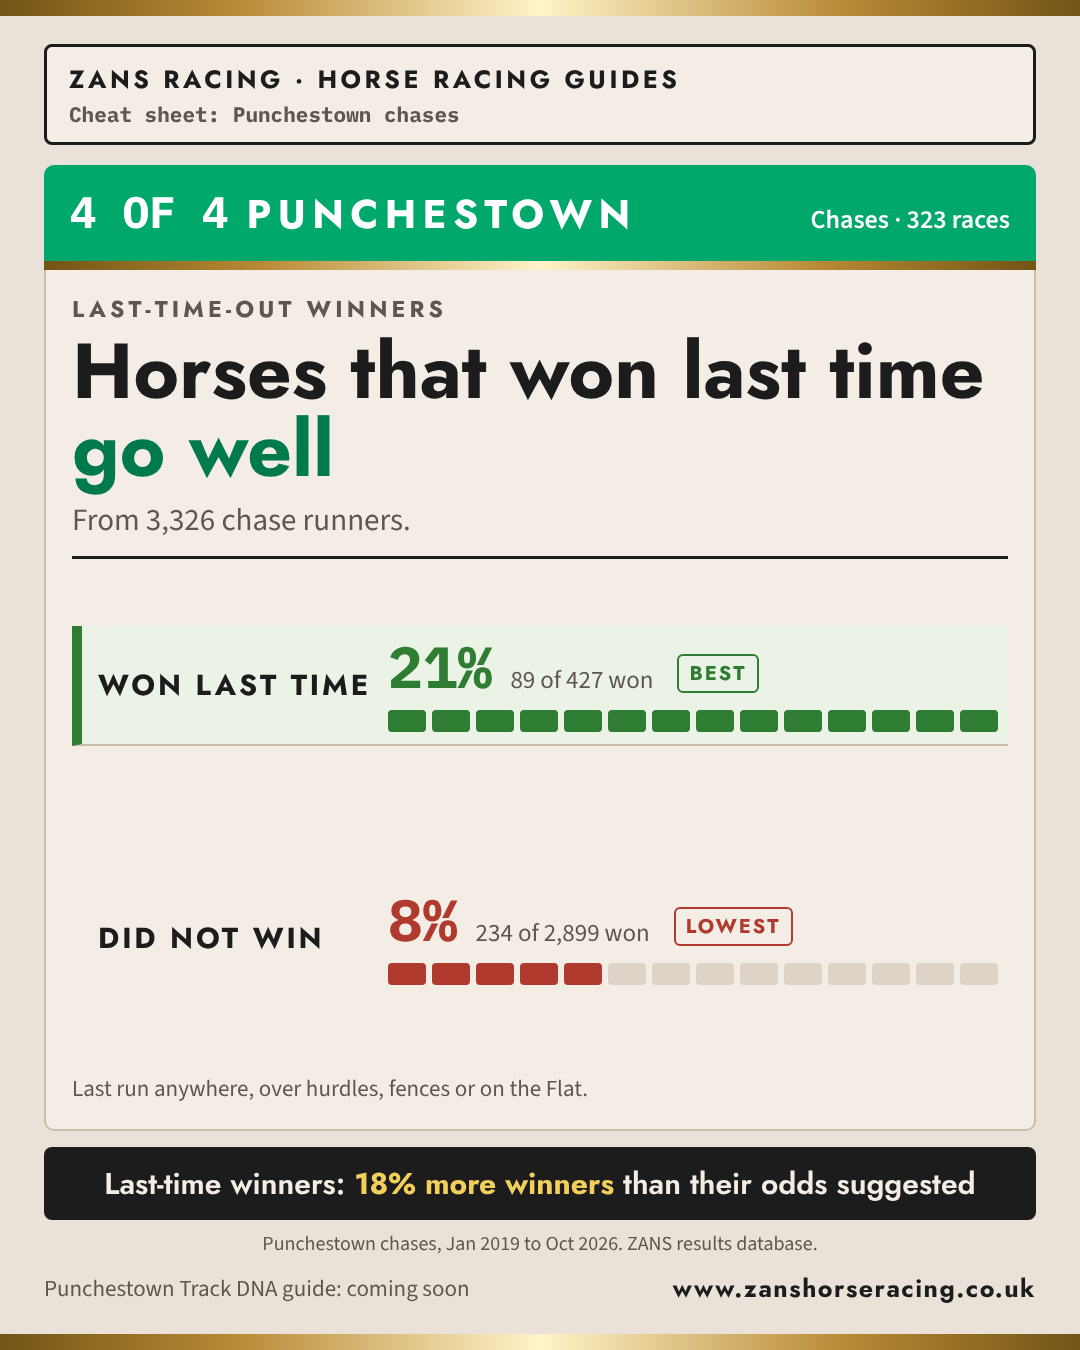 ZANS RACING · HORSE RACING GUIDES
Cheat sheet: Punchestown chases
4 OF 4 PUNCHESTOWN
Chases · 323 races
LAST-TIME-OUT WINNERS
Horses that won last time
go well
From 3,326 chase runners.
WON LAST TIME
21% 89 of 427 won BEST
DID NOT WIN
8% 234 of 2,899 won LOWEST
Last run anywhere, over hurdles, fences or on the Flat.
Last-time winners: 18% more winners than their odds suggested
Punchestown chases, Jan 2019 to Oct 2026. ZANS results database.
Punchestown Track DNA guide: coming soon
www.zanshorseracing.co.uk